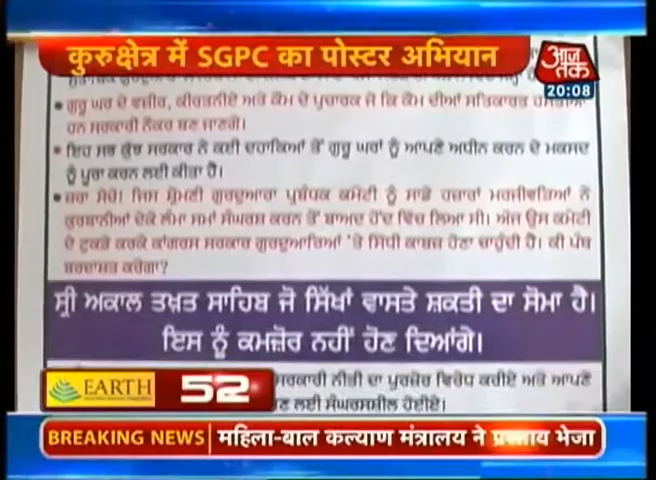 कुरुक्षेत्र में SGPC का पोस्टर अभियान
आज तक
20:08
• ਗੁਰੂ ਘਰ ਦੇ ਵਜ਼ੀਰ, ਕੀਰਤਨੀਏ ਅਤੇ ਕੌਮ ਦੇ ਪ੍ਰਚਾਰਕ ਜੋ ਕਿ ਕੌਮ ਦੀਆਂ ਸਤਿਕਾਰਤ ਹਸਤੀਆਂ
ਹਨ ਸਰਕਾਰੀ ਨੌਕਰ ਬਣ ਜਾਣਗੇ।
• ਇਹ ਸਭ ਕੁੱਝ ਸਰਕਾਰ ਨੇ ਕਈ ਦਹਾਕਿਆਂ ਤੋਂ ਗੁਰੂ ਘਰਾਂ ਨੂੰ ਆਪਣੇ ਅਧੀਨ ਕਰਨ ਦੇ ਮਕਸਦ
ਨੂੰ ਪੂਰਾ ਕਰਨ ਲਈ ਕੀਤਾ ਹੈ।
• ਜ਼ਰਾ ਸੋਚੋ! ਜਿਸ ਸ਼੍ਰੋਮਣੀ ਗੁਰਦੁਆਰਾ ਪ੍ਰਬੰਧਕ ਕਮੇਟੀ ਨੂੰ ਸਾਡੇ ਹਜ਼ਾਰਾਂ ਮਰਜੀਵੜਿਆਂ ਨੇ
ਕੁਰਬਾਨੀਆਂ ਦੇਕੇ ਲੰਮਾ ਸਮਾਂ ਸੰਘਰਸ਼ ਕਰਨ ਤੋਂ ਬਾਅਦ ਹੋਂਦ ਵਿੱਚ ਲਿਆ ਸੀ। ਅੱਜ ਉਸ ਕਮੇਟੀ
ਦੇ ਟੁਕੜੇ ਕਰਕੇ ਕਾਂਗਰਸ ਸਰਕਾਰ ਗੁਰਦੁਆਰਿਆਂ 'ਤੇ ਸਿੱਧੀ ਕਾਬਜ਼ ਹੋਣਾ ਚਾਹੁੰਦੀ ਹੈ। ਕੀ ਪੰਥ
ਬਰਦਾਸ਼ਤ ਕਰੇਗਾ?
ਸ੍ਰੀ ਅਕਾਲ ਤਖ਼ਤ ਸਾਹਿਬ ਜੋ ਸਿੱਖਾਂ ਵਾਸਤੇ ਸ਼ਕਤੀ ਦਾ ਸੋਮਾ ਹੈ।
ਇਸ ਨੂੰ ਕਮਜ਼ੋਰ ਨਹੀਂ ਹੋਣ ਦਿਆਂਗੇ।
ਸਰਕਾਰੀ ਨੀਤੀ ਦਾ ਪੁਰਜ਼ੋਰ ਵਿਰੋਧ ਕਰੀਏ ਅਤੇ ਆਪਣੇ
ਲਈ ਸੰਘਰਸ਼ਸ਼ੀਲ ਹੋਈਏ।
EARTH
52
BREAKING NEWS महिला-बाल कल्याण मंत्रालय ने प्रस्ताव भेजा